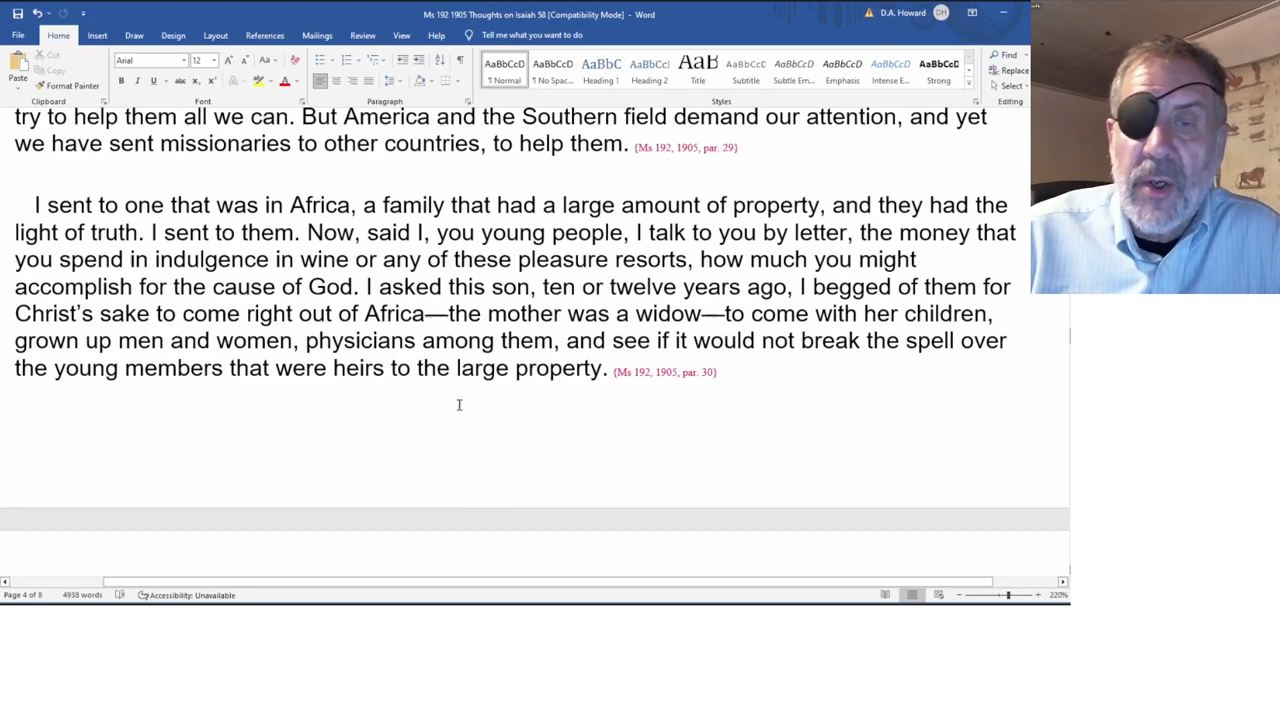 Ms 192 1905 Thoughts on Isaiah 58 [Compatibility Mode] - Word
D.A. Howard DH
File Home Insert Draw Design Layout References Mailings Review View Help Tell me what you want to do
Paste
Cut
Copy
Format Painter
Clipboard
Arial 12
Font
Paragraph
AaBbCcD AaBbCcD AaBbC AaBbCcl AaB AaBbCcD AaBbCcD AaBbCcD AaBbCcD AaBbCcD
¶ Normal ¶ No Spac... Heading 1 Heading 2 Title Subtitle Subtle Em... Emphasis Intense E... Strong
Styles
Find
Replace
Select
Editing
try to help them all we can. But America and the Southern field demand our attention, and yet
we have sent missionaries to other countries, to help them. {Ms 192, 1905, par. 29}
I sent to one that was in Africa, a family that had a large amount of property, and they had the
light of truth. I sent to them. Now, said I, you young people, I talk to you by letter, the money that
you spend in indulgence in wine or any of these pleasure resorts, how much you might
accomplish for the cause of God. I asked this son, ten or twelve years ago, I begged of them for
Christ’s sake to come right out of Africa—the mother was a widow—to come with her children,
grown up men and women, physicians among them, and see if it would not break the spell over
the young members that were heirs to the large property. {Ms 192, 1905, par. 30}
Page 4 of 8 4938 words Accessibility: Unavailable 220%